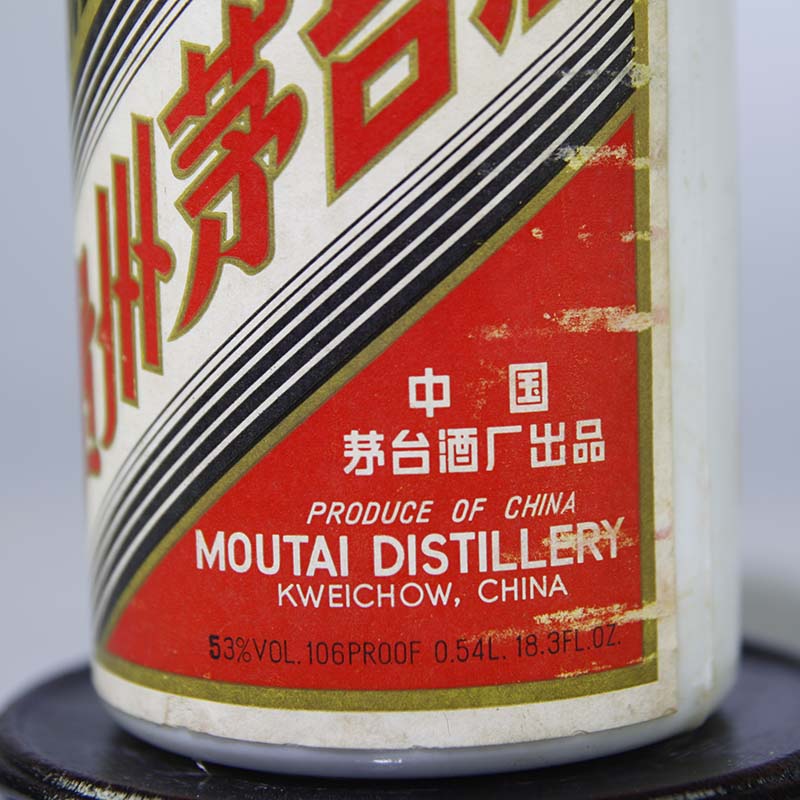 州茅台
中国
茅台酒厂出品
PRODUCE OF CHINA
MOUTAI DISTILLERY
KWEICHOW, CHINA
53%VOL. 106PROOF 0.54L. 18.3FL.OZ.